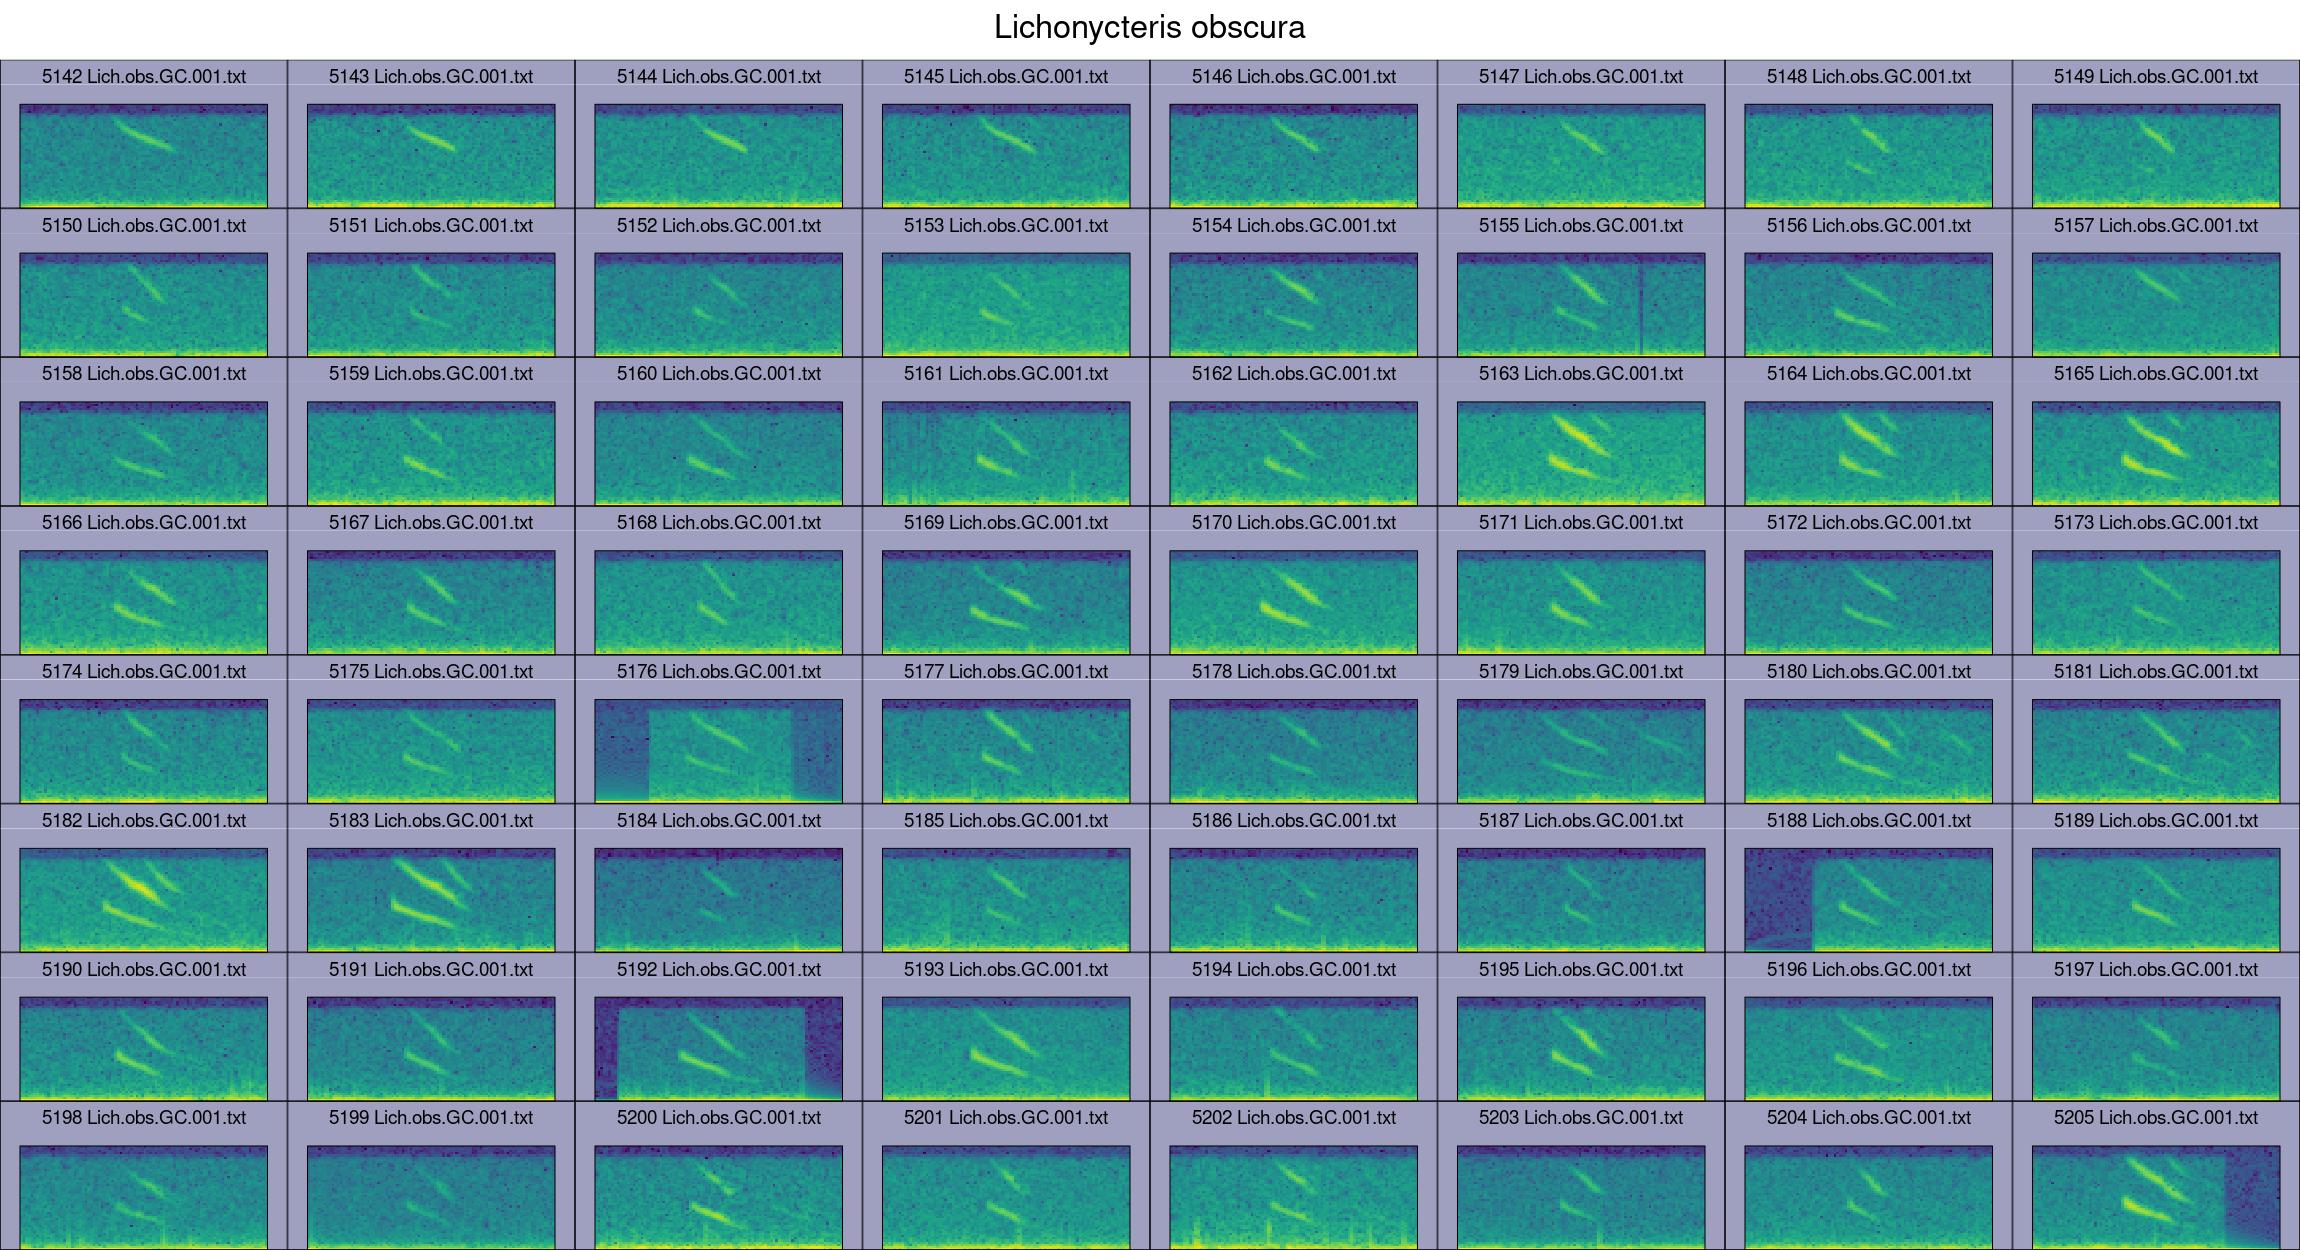 Lichonycteris obscura
5142 Lich.obs.GC.001.txt 5143 Lich.obs.GC.001.txt 5144 Lich.obs.GC.001.txt 5145 Lich.obs.GC.001.txt 5146 Lich.obs.GC.001.txt 5147 Lich.obs.GC.001.txt 5148 Lich.obs.GC.001.txt 5149 Lich.obs.GC.001.txt
5150 Lich.obs.GC.001.txt 5151 Lich.obs.GC.001.txt 5152 Lich.obs.GC.001.txt 5153 Lich.obs.GC.001.txt 5154 Lich.obs.GC.001.txt 5155 Lich.obs.GC.001.txt 5156 Lich.obs.GC.001.txt 5157 Lich.obs.GC.001.txt
5158 Lich.obs.GC.001.txt 5159 Lich.obs.GC.001.txt 5160 Lich.obs.GC.001.txt 5161 Lich.obs.GC.001.txt 5162 Lich.obs.GC.001.txt 5163 Lich.obs.GC.001.txt 5164 Lich.obs.GC.001.txt 5165 Lich.obs.GC.001.txt
5166 Lich.obs.GC.001.txt 5167 Lich.obs.GC.001.txt 5168 Lich.obs.GC.001.txt 5169 Lich.obs.GC.001.txt 5170 Lich.obs.GC.001.txt 5171 Lich.obs.GC.001.txt 5172 Lich.obs.GC.001.txt 5173 Lich.obs.GC.001.txt
5174 Lich.obs.GC.001.txt 5175 Lich.obs.GC.001.txt 5176 Lich.obs.GC.001.txt 5177 Lich.obs.GC.001.txt 5178 Lich.obs.GC.001.txt 5179 Lich.obs.GC.001.txt 5180 Lich.obs.GC.001.txt 5181 Lich.obs.GC.001.txt
5182 Lich.obs.GC.001.txt 5183 Lich.obs.GC.001.txt 5184 Lich.obs.GC.001.txt 5185 Lich.obs.GC.001.txt 5186 Lich.obs.GC.001.txt 5187 Lich.obs.GC.001.txt 5188 Lich.obs.GC.001.txt 5189 Lich.obs.GC.001.txt
5190 Lich.obs.GC.001.txt 5191 Lich.obs.GC.001.txt 5192 Lich.obs.GC.001.txt 5193 Lich.obs.GC.001.txt 5194 Lich.obs.GC.001.txt 5195 Lich.obs.GC.001.txt 5196 Lich.obs.GC.001.txt 5197 Lich.obs.GC.001.txt
5198 Lich.obs.GC.001.txt 5199 Lich.obs.GC.001.txt 5200 Lich.obs.GC.001.txt 5201 Lich.obs.GC.001.txt 5202 Lich.obs.GC.001.txt 5203 Lich.obs.GC.001.txt 5204 Lich.obs.GC.001.txt 5205 Lich.obs.GC.001.txt